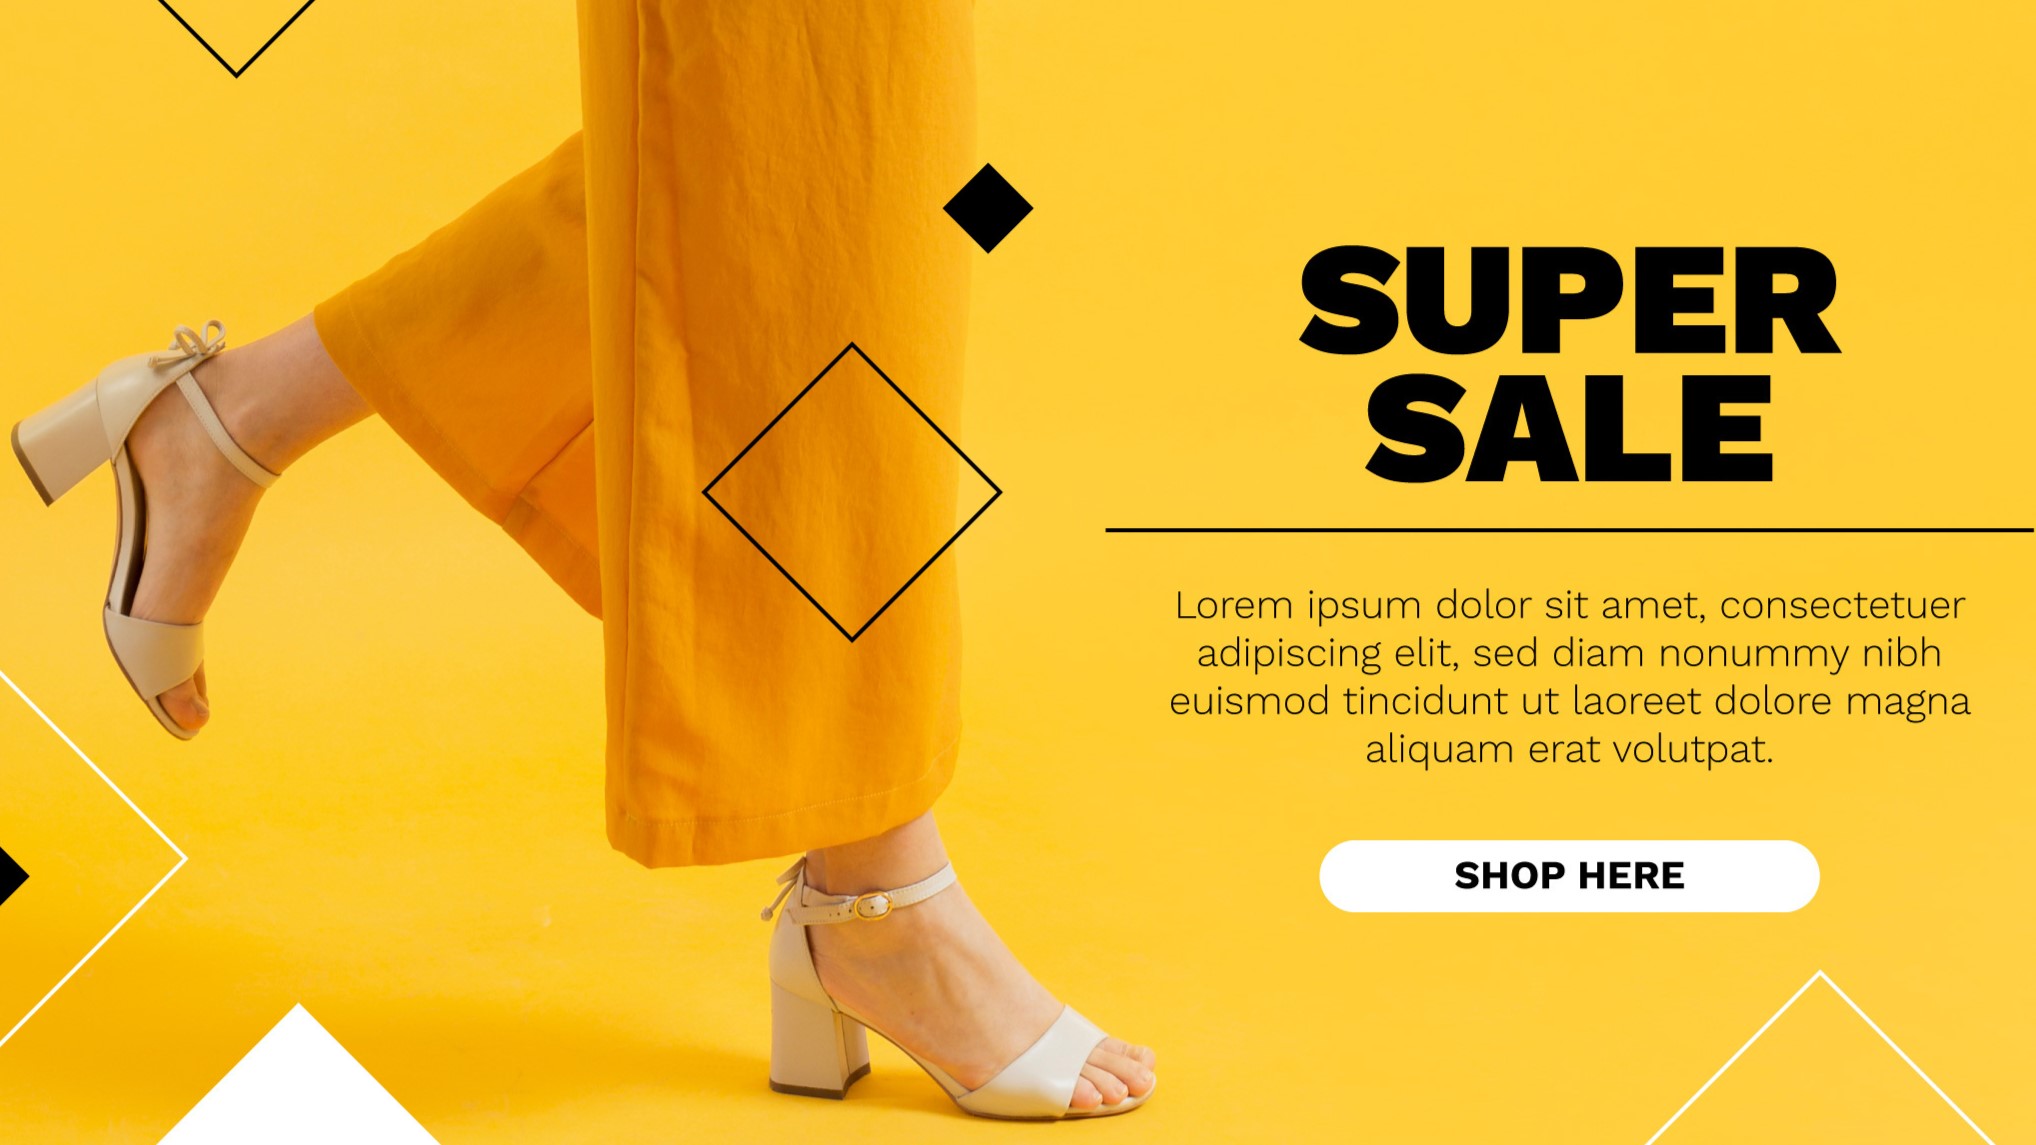 SUPER
SALE
Lorem ipsum dolor sit amet, consectetuer
adipiscing elit, sed diam nonummy nibh
euismod tincidunt ut laoreet dolore magna
aliquam erat volutpat.
SHOP HERE